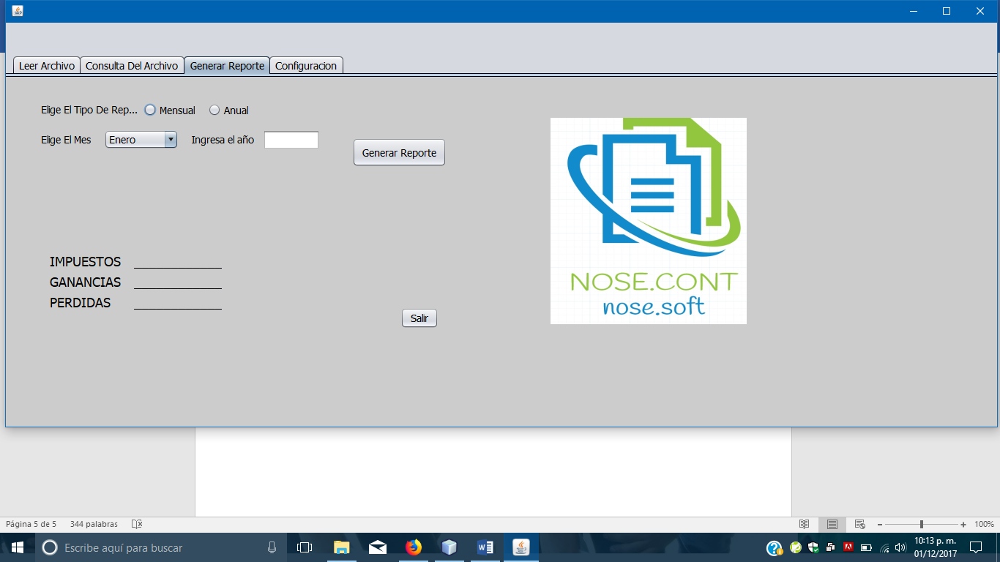 Leer Archivo Consulta Del Archivo Generar Reporte Configuracion
Elige El Tipo De Rep... Mensual Anual
Elige El Mes Enero Ingresa el año
Generar Reporte
IMPUESTOS
GANANCIAS
PERDIDAS
Salir
NOSE.CONT
nose.soft
Página 5 de 5 344 palabras 100%
Escribe aquí para buscar
10:13 p. m.
01/12/2017